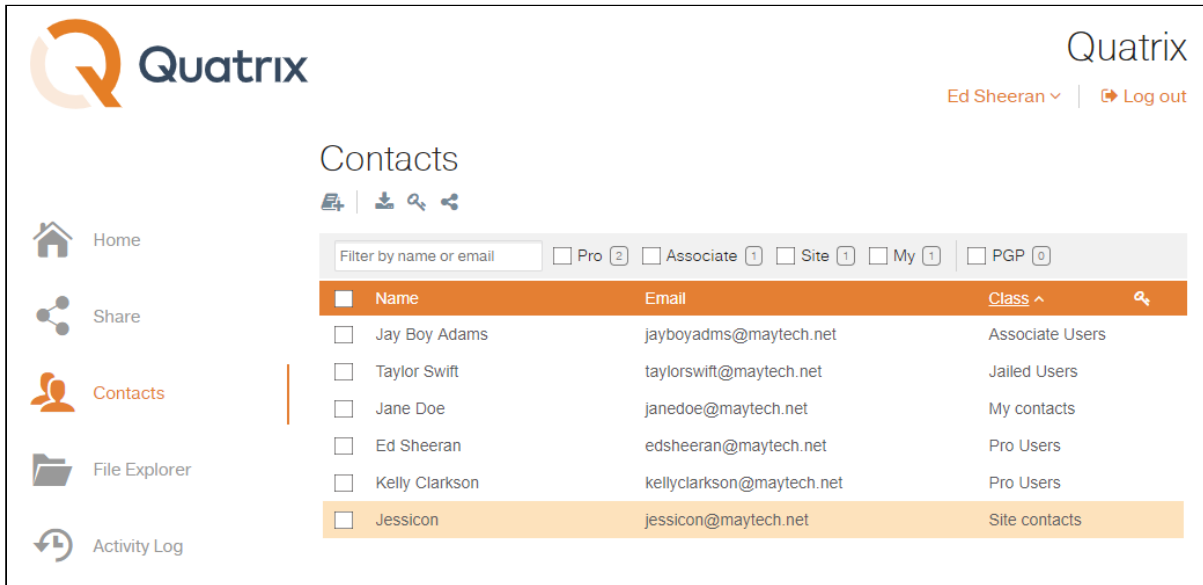 Quatrix
Quatrix
Ed Sheeran
Log out
Contacts
Home
Share
Contacts
File Explorer
Activity Log
Filter by name or email Pro 2 Associate 1 Site 1 My 1 PGP 0
Name Email Class
Jay Boy Adams jayboyadms@maytech.net Associate Users
Taylor Swift taylorswift@maytech.net Jailed Users
Jane Doe janedoe@maytech.net My contacts
Ed Sheeran edsheeran@maytech.net Pro Users
Kelly Clarkson kellyclarkson@maytech.net Pro Users
Jessicon jessicon@maytech.net Site contacts